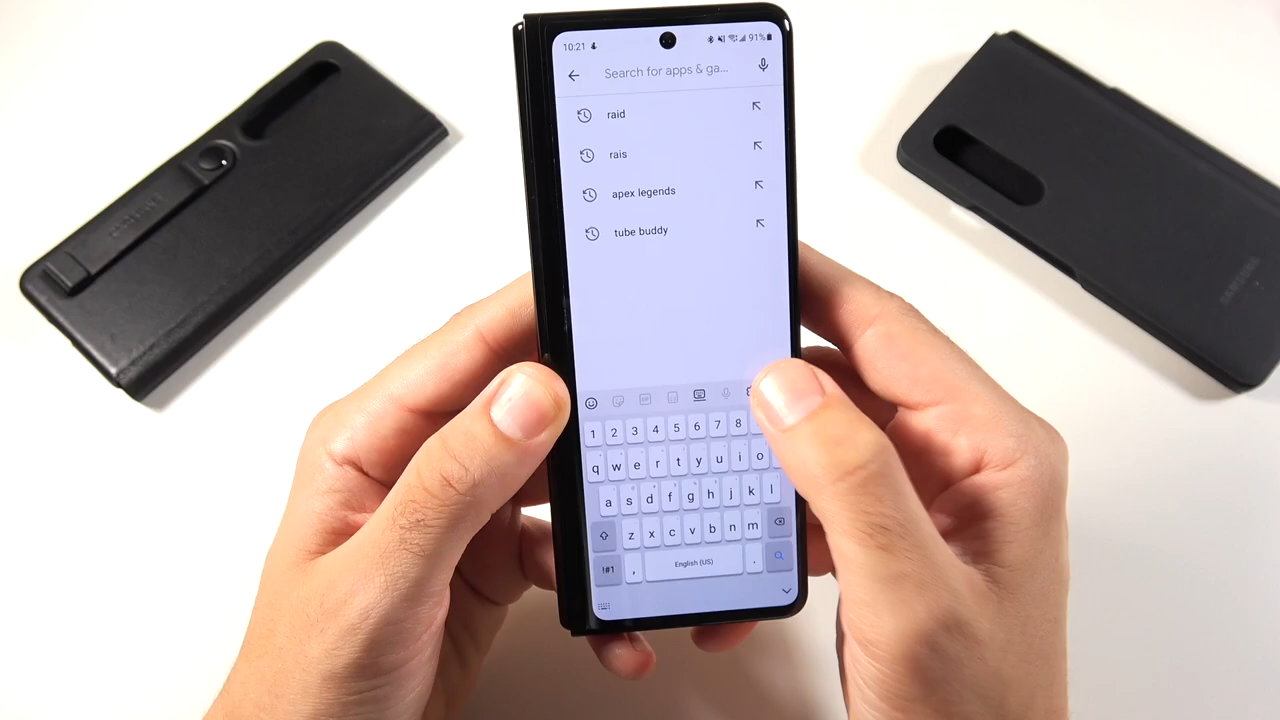 10:21 91%
Search for apps & ga...
raid
rais
apex legends
tube buddy
1 2 3 4 5 6 7 8
q w e r t y u i o
a s d f g h j k l
z x c v b n m
!#1 , English (US) .
SAMSUNG